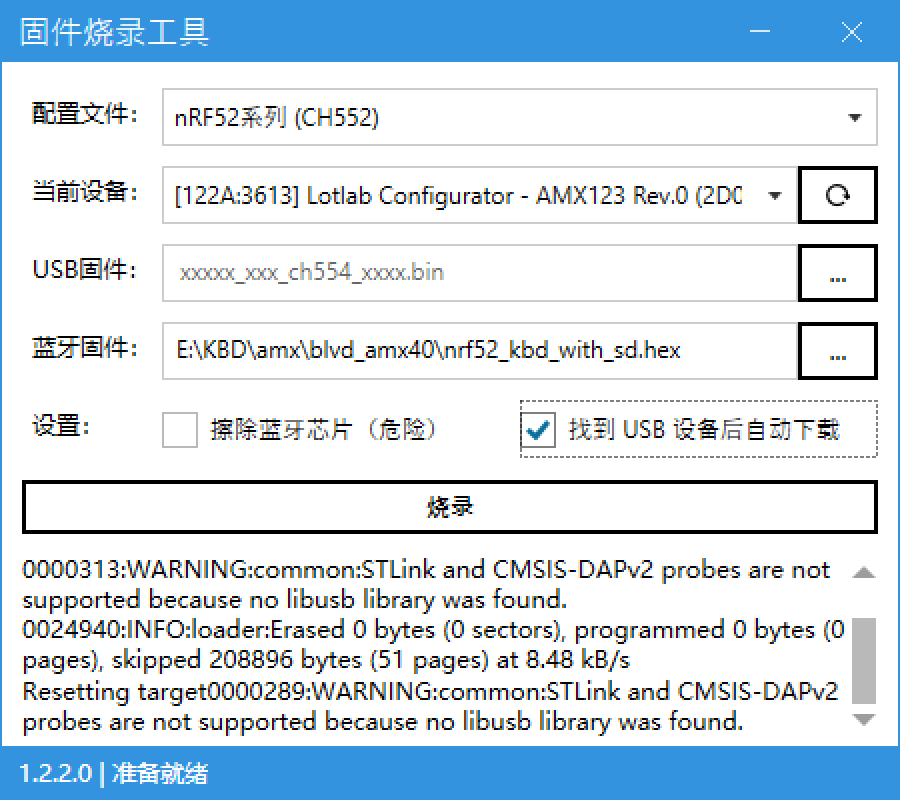 固件烧录工具
配置文件: nRF52系列 (CH552)
当前设备: [122A:3613] Lotlab Configurator - AMX123 Rev.0 (2D0
USB固件: xxxxx_xxx_ch554_xxxx.bin ...
蓝牙固件: E:\KBD\amx\blvd_amx40\nrf52_kbd_with_sd.hex ...
设置: 擦除蓝牙芯片（危险） 找到 USB 设备后自动下载
烧录
0000313:WARNING:common:STLink and CMSIS-DAPv2 probes are not
supported because no libusb library was found.
0024940:INFO:loader:Erased 0 bytes (0 sectors), programmed 0 bytes (0
pages), skipped 208896 bytes (51 pages) at 8.48 kB/s
Resetting target0000289:WARNING:common:STLink and CMSIS-DAPv2
probes are not supported because no libusb library was found.
1.2.2.0 | 准备就绪